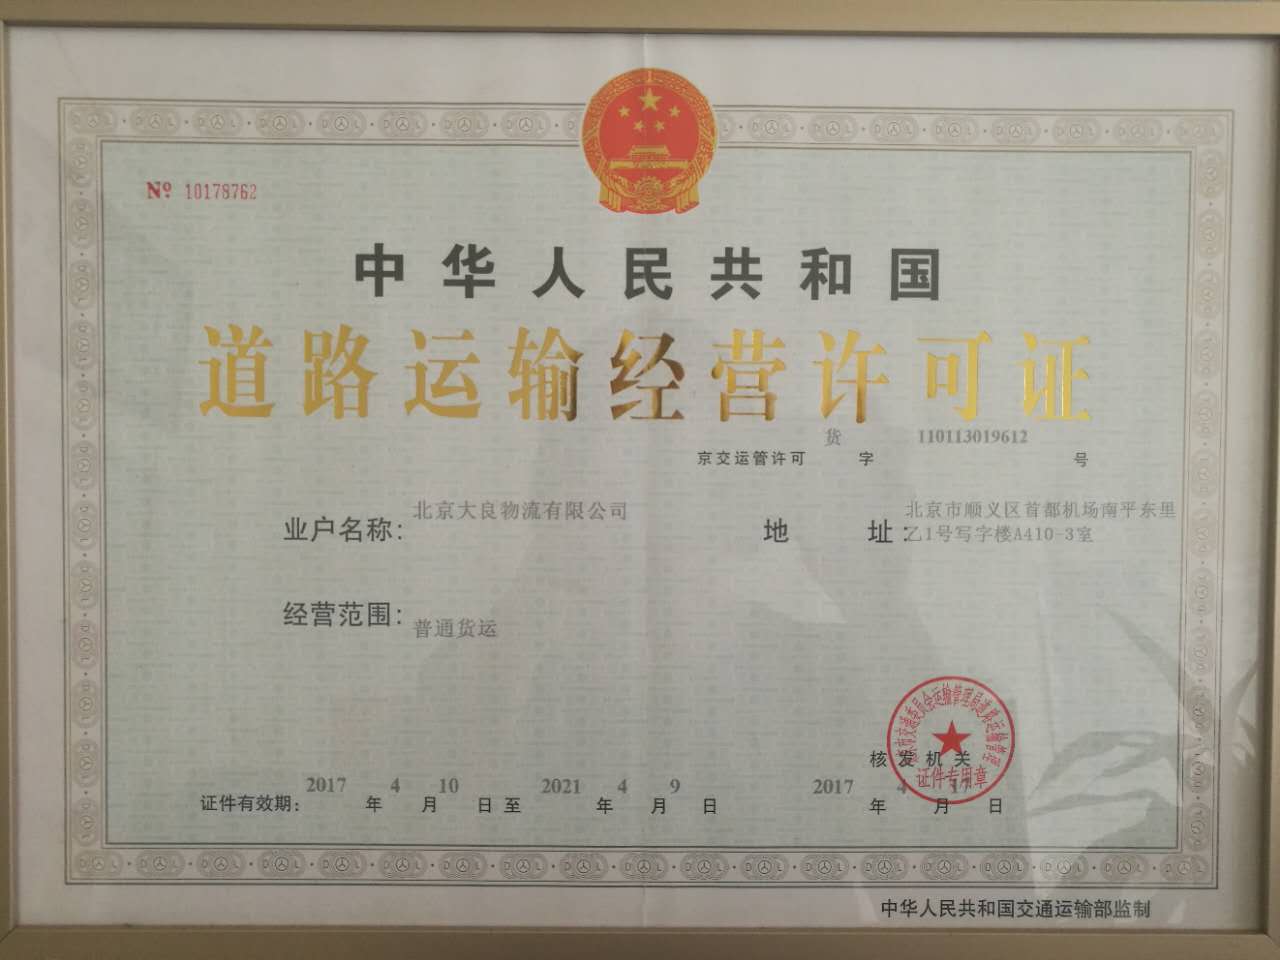 № 10178762
中华人民共和国
道路运输经营许可证
京交运管许可 货 字 110113019612 号
业户名称： 北京大良物流有限公司
地 址： 北京市顺义区首都机场南平东里
乙1号写字楼A410-3室
经营范围： 普通货运
核发机关
证件专用章
证件有效期： 2017 年 4 月 10 日 至 2021 年 4 月 9 日
2017 年 4 月 17 日
中华人民共和国交通运输部监制